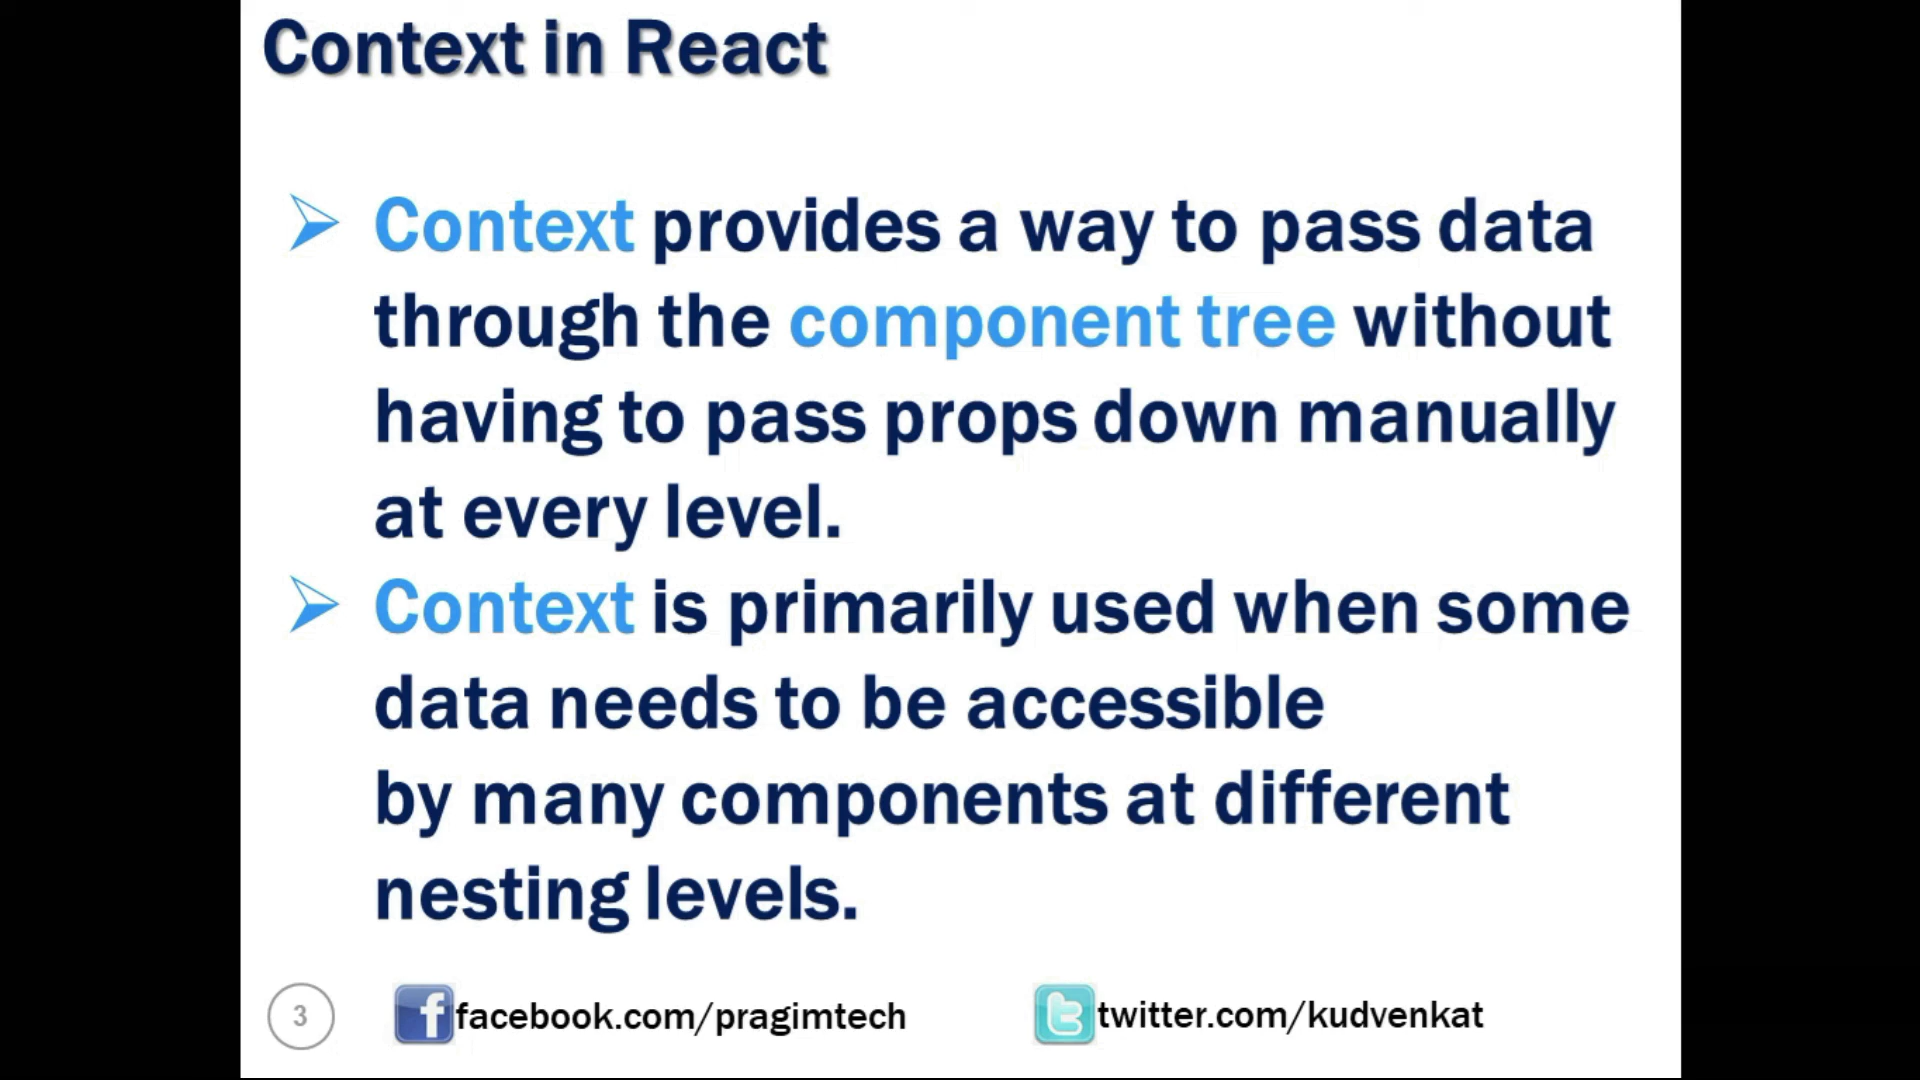 Context in React
Context provides a way to pass data
through the component tree without
having to pass props down manually
at every level.
Context is primarily used when some
data needs to be accessible
by many components at different
nesting levels.
3
facebook.com/pragimtech
twitter.com/kudvenkat